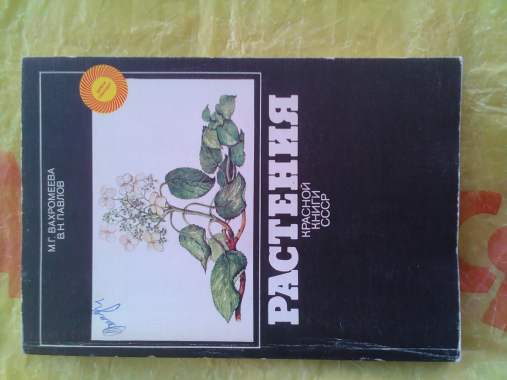 М.Г. ВАХРОМЕЕВА
В.Н. ПАВЛОВ
РАСТЕНИЯ
КРАСНОЙ
КНИГИ
СССР